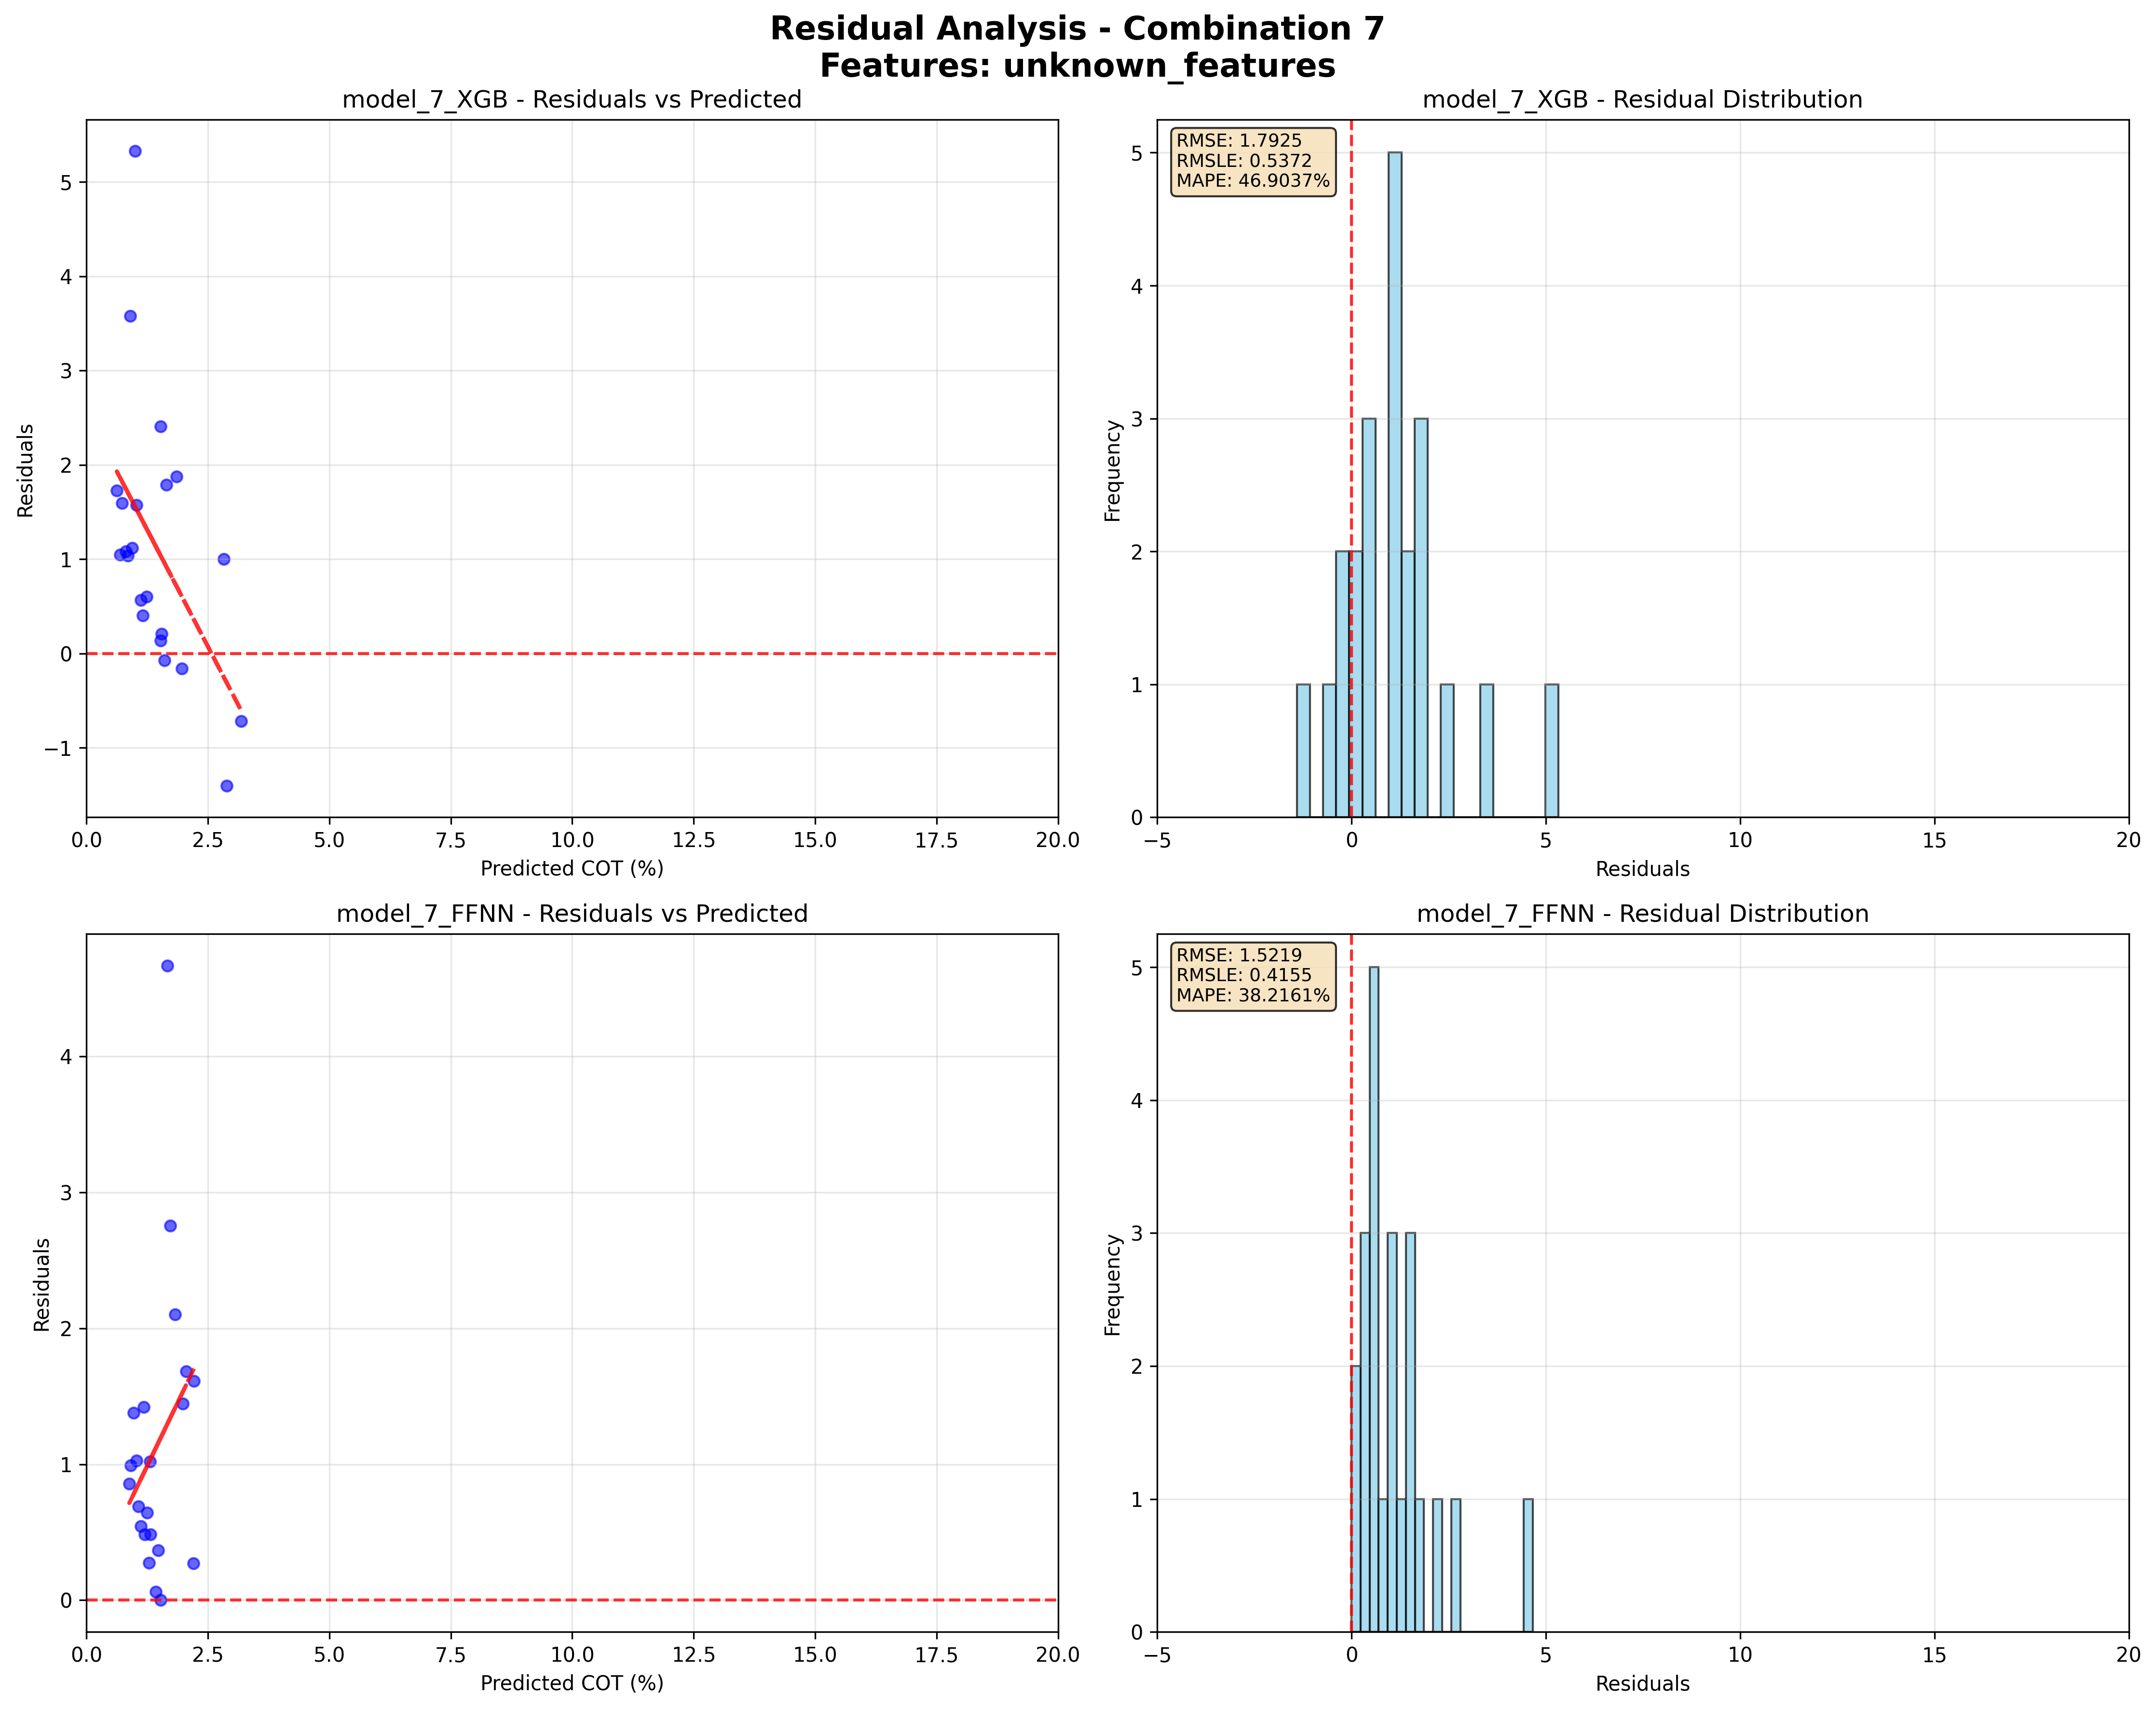 Residual Analysis - Combination 7
Features: unknown_features
model_7_XGB - Residuals vs Predicted
5
4
3
2
1
0
−1
Residuals
0.0 2.5 5.0 7.5 10.0 12.5 15.0 17.5 20.0
Predicted COT (%)
model_7_XGB - Residual Distribution
RMSE: 1.7925
RMSLE: 0.5372
MAPE: 46.9037%
5
4
3
2
1
0
Frequency
−5 0 5 10 15 20
Residuals
model_7_FFNN - Residuals vs Predicted
4
3
2
1
0
Residuals
0.0 2.5 5.0 7.5 10.0 12.5 15.0 17.5 20.0
Predicted COT (%)
model_7_FFNN - Residual Distribution
RMSE: 1.5219
RMSLE: 0.4155
MAPE: 38.2161%
5
4
3
2
1
0
Frequency
−5 0 5 10 15 20
Residuals